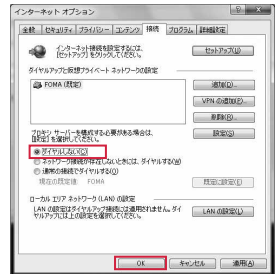 インターネット オプション
全般 セキュリティ プライバシー コンテンツ 接続 プログラム 詳細設定
インターネット接続を設定するには、
[セットアップ] をクリックしてください。
セットアップ(U)
ダイヤルアップと仮想プライベート ネットワークの設定
FOMA (既定)
追加(D)...
VPN の追加(P)...
削除(R)...
プロキシ サーバーを構成する必要がある場合は、
[設定] を選択してください。
設定(S)
ダイヤルしない(C)
ネットワーク接続が存在しないときには、ダイヤルする(W)
通常の接続でダイヤルする(O)
現在の既定値: FOMA
既定に設定(E)
ローカル エリア ネットワーク (LAN) の設定
LAN の設定はダイヤルアップ接続には適用されません。ダイ
ヤルアップには上の設定を選択してください。
LAN の設定(L)
OK キャンセル 適用(A)